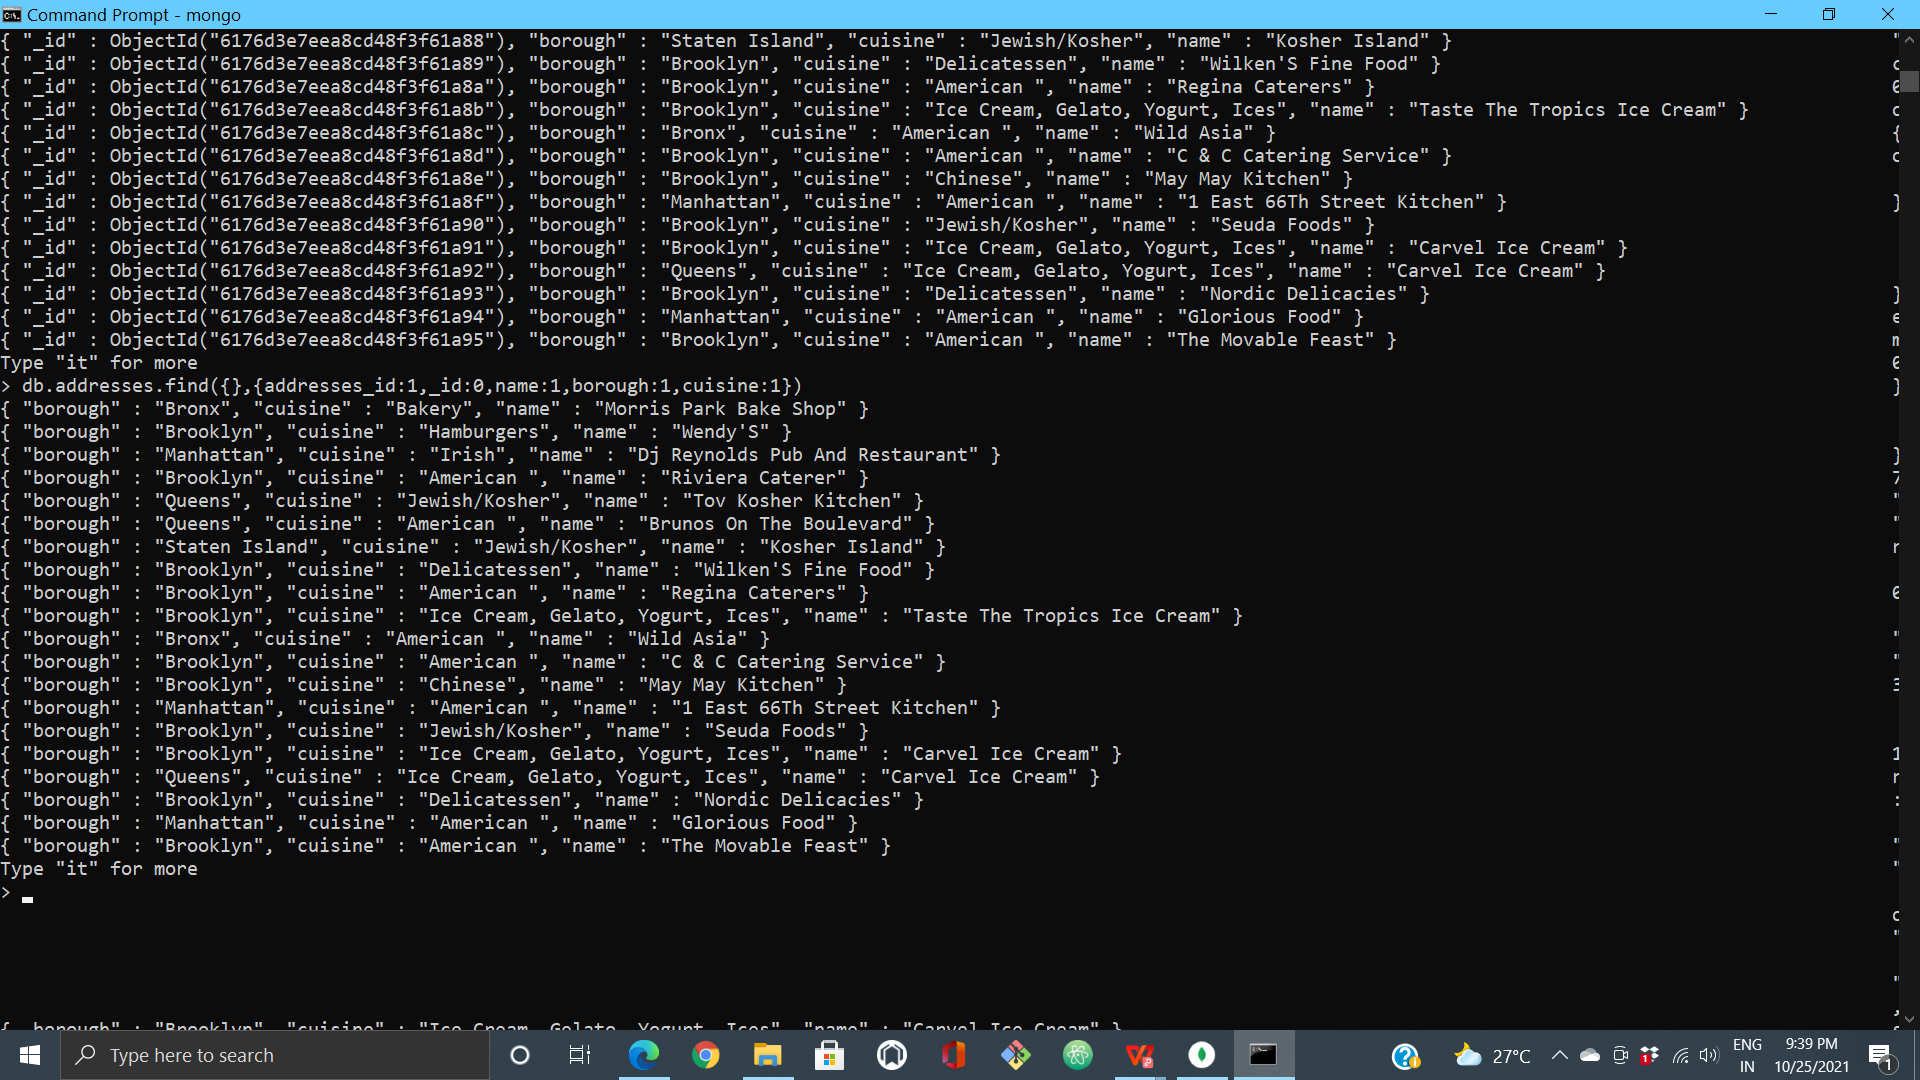 Command Prompt - mongo
{ "_id" : ObjectId("6176d3e7eea8cd48f3f61a88"), "borough" : "Staten Island", "cuisine" : "Jewish/Kosher", "name" : "Kosher Island" }
{ "_id" : ObjectId("6176d3e7eea8cd48f3f61a89"), "borough" : "Brooklyn", "cuisine" : "Delicatessen", "name" : "Wilken'S Fine Food" }
{ "_id" : ObjectId("6176d3e7eea8cd48f3f61a8a"), "borough" : "Brooklyn", "cuisine" : "American ", "name" : "Regina Caterers" }
{ "_id" : ObjectId("6176d3e7eea8cd48f3f61a8b"), "borough" : "Brooklyn", "cuisine" : "Ice Cream, Gelato, Yogurt, Ices", "name" : "Taste The Tropics Ice Cream" }
{ "_id" : ObjectId("6176d3e7eea8cd48f3f61a8c"), "borough" : "Bronx", "cuisine" : "American ", "name" : "Wild Asia" }
{ "_id" : ObjectId("6176d3e7eea8cd48f3f61a8d"), "borough" : "Brooklyn", "cuisine" : "American ", "name" : "C & C Catering Service" }
{ "_id" : ObjectId("6176d3e7eea8cd48f3f61a8e"), "borough" : "Brooklyn", "cuisine" : "Chinese", "name" : "May May Kitchen" }
{ "_id" : ObjectId("6176d3e7eea8cd48f3f61a8f"), "borough" : "Manhattan", "cuisine" : "American ", "name" : "1 East 66Th Street Kitchen" }
{ "_id" : ObjectId("6176d3e7eea8cd48f3f61a90"), "borough" : "Brooklyn", "cuisine" : "Jewish/Kosher", "name" : "Seuda Foods" }
{ "_id" : ObjectId("6176d3e7eea8cd48f3f61a91"), "borough" : "Brooklyn", "cuisine" : "Ice Cream, Gelato, Yogurt, Ices", "name" : "Carvel Ice Cream" }
{ "_id" : ObjectId("6176d3e7eea8cd48f3f61a92"), "borough" : "Queens", "cuisine" : "Ice Cream, Gelato, Yogurt, Ices", "name" : "Carvel Ice Cream" }
{ "_id" : ObjectId("6176d3e7eea8cd48f3f61a93"), "borough" : "Brooklyn", "cuisine" : "Delicatessen", "name" : "Nordic Delicacies" }
{ "_id" : ObjectId("6176d3e7eea8cd48f3f61a94"), "borough" : "Manhattan", "cuisine" : "American ", "name" : "Glorious Food" }
{ "_id" : ObjectId("6176d3e7eea8cd48f3f61a95"), "borough" : "Brooklyn", "cuisine" : "American ", "name" : "The Movable Feast" }
Type "it" for more
> db.addresses.find({},{addresses_id:1,_id:0,name:1,borough:1,cuisine:1})
{ "borough" : "Bronx", "cuisine" : "Bakery", "name" : "Morris Park Bake Shop" }
{ "borough" : "Brooklyn", "cuisine" : "Hamburgers", "name" : "Wendy'S" }
{ "borough" : "Manhattan", "cuisine" : "Irish", "name" : "Dj Reynolds Pub And Restaurant" }
{ "borough" : "Brooklyn", "cuisine" : "American ", "name" : "Riviera Caterer" }
{ "borough" : "Queens", "cuisine" : "Jewish/Kosher", "name" : "Tov Kosher Kitchen" }
{ "borough" : "Queens", "cuisine" : "American ", "name" : "Brunos On The Boulevard" }
{ "borough" : "Staten Island", "cuisine" : "Jewish/Kosher", "name" : "Kosher Island" }
{ "borough" : "Brooklyn", "cuisine" : "Delicatessen", "name" : "Wilken'S Fine Food" }
{ "borough" : "Brooklyn", "cuisine" : "American ", "name" : "Regina Caterers" }
{ "borough" : "Brooklyn", "cuisine" : "Ice Cream, Gelato, Yogurt, Ices", "name" : "Taste The Tropics Ice Cream" }
{ "borough" : "Bronx", "cuisine" : "American ", "name" : "Wild Asia" }
{ "borough" : "Brooklyn", "cuisine" : "American ", "name" : "C & C Catering Service" }
{ "borough" : "Brooklyn", "cuisine" : "Chinese", "name" : "May May Kitchen" }
{ "borough" : "Manhattan", "cuisine" : "American ", "name" : "1 East 66Th Street Kitchen" }
{ "borough" : "Brooklyn", "cuisine" : "Jewish/Kosher", "name" : "Seuda Foods" }
{ "borough" : "Brooklyn", "cuisine" : "Ice Cream, Gelato, Yogurt, Ices", "name" : "Carvel Ice Cream" }
{ "borough" : "Queens", "cuisine" : "Ice Cream, Gelato, Yogurt, Ices", "name" : "Carvel Ice Cream" }
{ "borough" : "Brooklyn", "cuisine" : "Delicatessen", "name" : "Nordic Delicacies" }
{ "borough" : "Manhattan", "cuisine" : "American ", "name" : "Glorious Food" }
{ "borough" : "Brooklyn", "cuisine" : "American ", "name" : "The Movable Feast" }
Type "it" for more
>
{ "borough" : "Brooklyn", "cuisine" : "Ice Cream, Gelato, Yogurt, Ices", "name" : "Carvel Ice Cream" }
Type here to search
27°C
ENG
IN
9:39 PM
10/25/2021
1